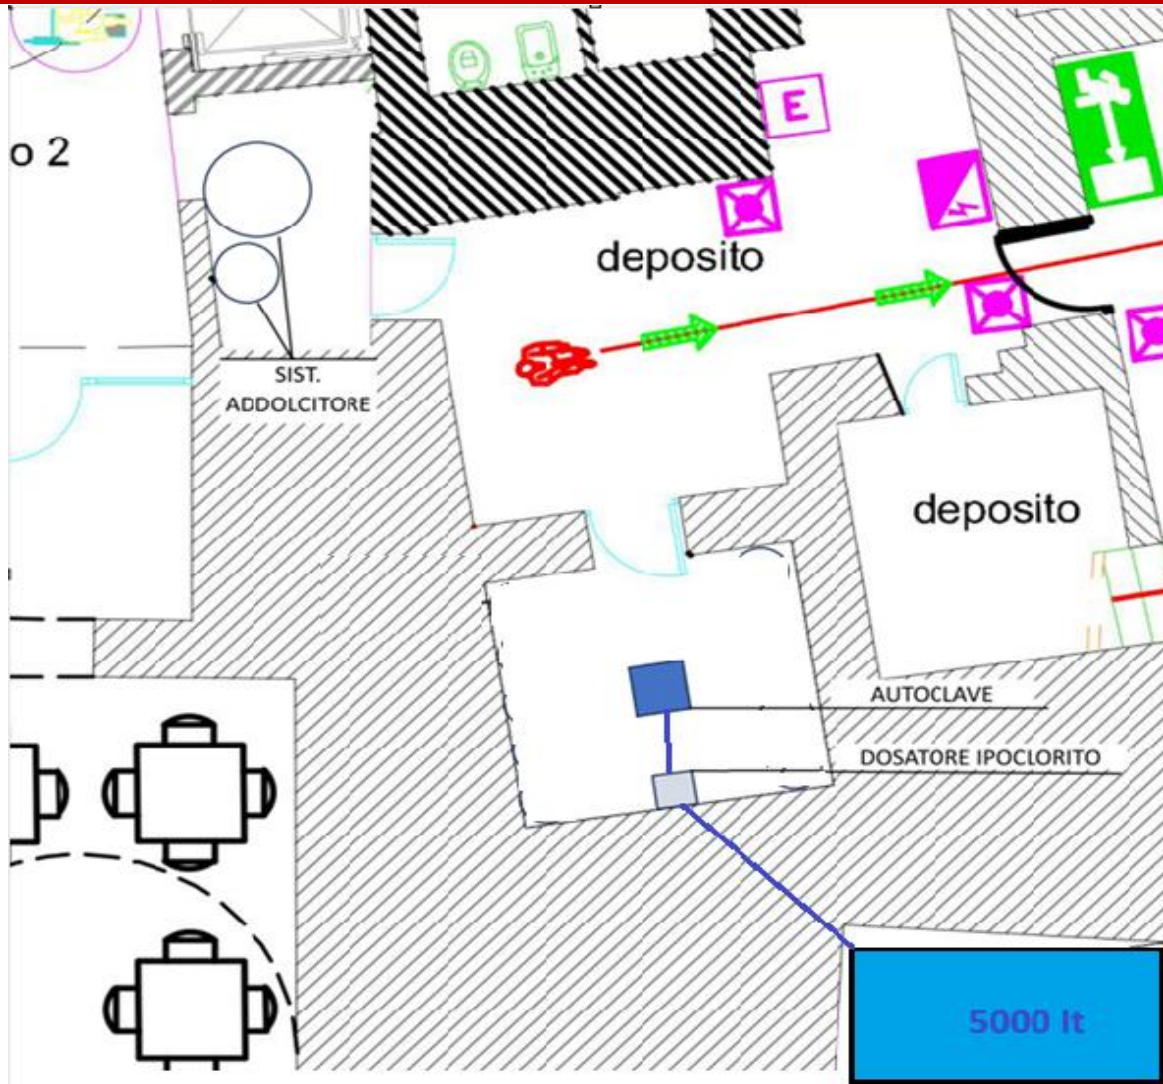 o 2
E
deposito
SIST.
ADDOLCITORE
deposito
AUTOCLAVE
DOSATORE IPOCLORITO
5000 lt